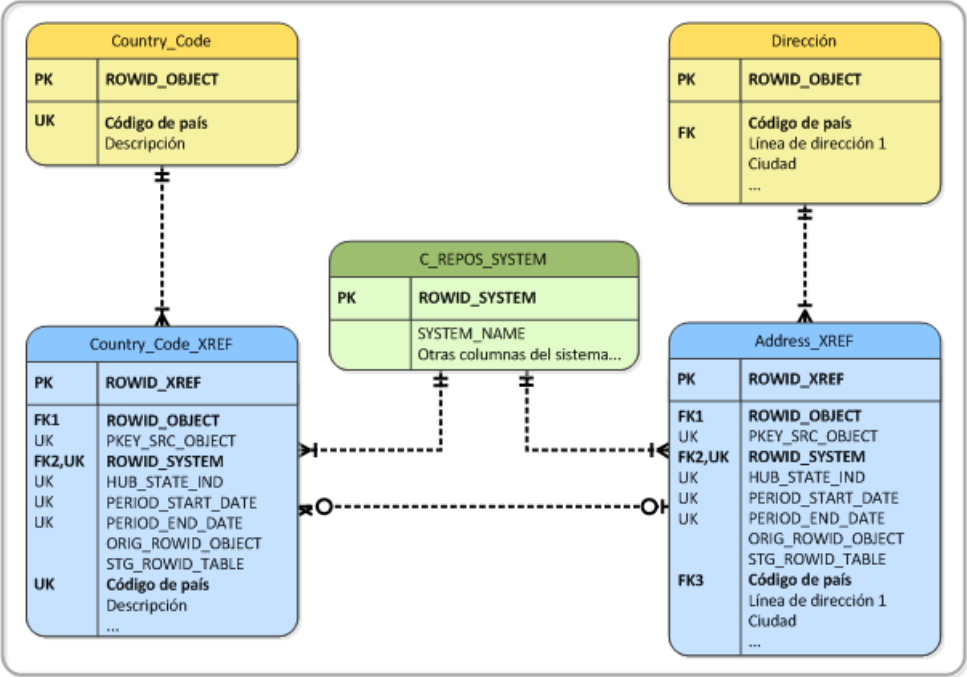 Country_Code
PK ROWID_OBJECT
UK Código de país
Descripción
Dirección
PK ROWID_OBJECT
FK Código de país
Línea de dirección 1
Ciudad
...
C_REPOS_SYSTEM
PK ROWID_SYSTEM
SYSTEM_NAME
Otras columnas del sistema...
Country_Code_XREF
PK ROWID_XREF
FK1 ROWID_OBJECT
UK PKEY_SRC_OBJECT
FK2,UK ROWID_SYSTEM
UK HUB_STATE_IND
UK PERIOD_START_DATE
UK PERIOD_END_DATE
ORIG_ROWID_OBJECT
STG_ROWID_TABLE
UK Código de país
Descripción
...
Address_XREF
PK ROWID_XREF
FK1 ROWID_OBJECT
UK PKEY_SRC_OBJECT
FK2,UK ROWID_SYSTEM
UK HUB_STATE_IND
UK PERIOD_START_DATE
UK PERIOD_END_DATE
ORIG_ROWID_OBJECT
STG_ROWID_TABLE
FK3 Código de país
Línea de dirección 1
Ciudad
...